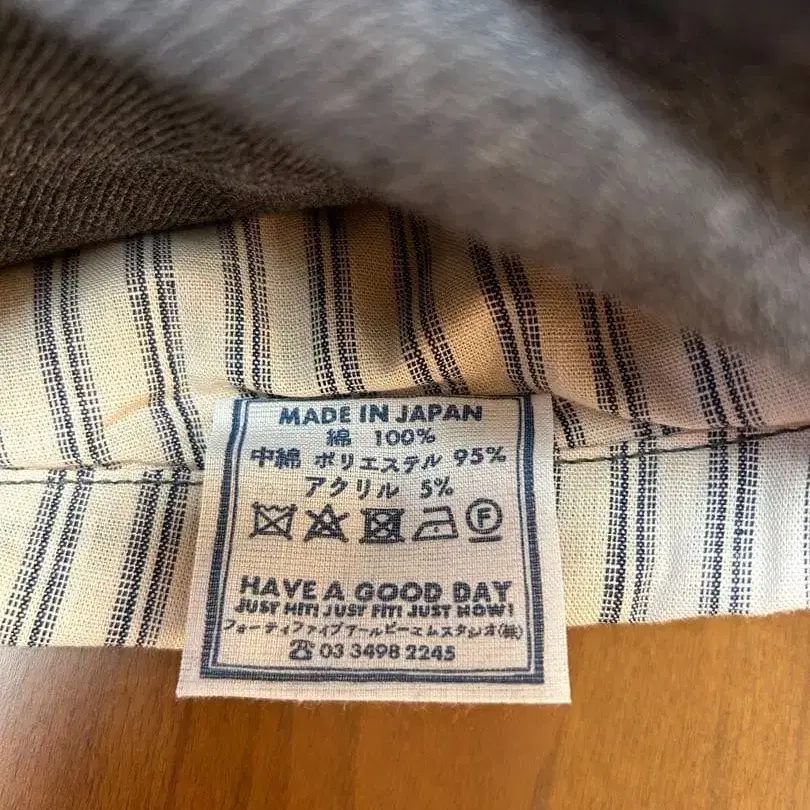 MADE IN JAPAN
綿 100%
中綿 ポリエステル 95%
アクリル 5%
F
HAVE A GOOD DAY
JUST HIT! JUST FIT! JUST NOW!
フォーティファイブアールピーエムスタジオ(株)
☎ 03 3498 2245